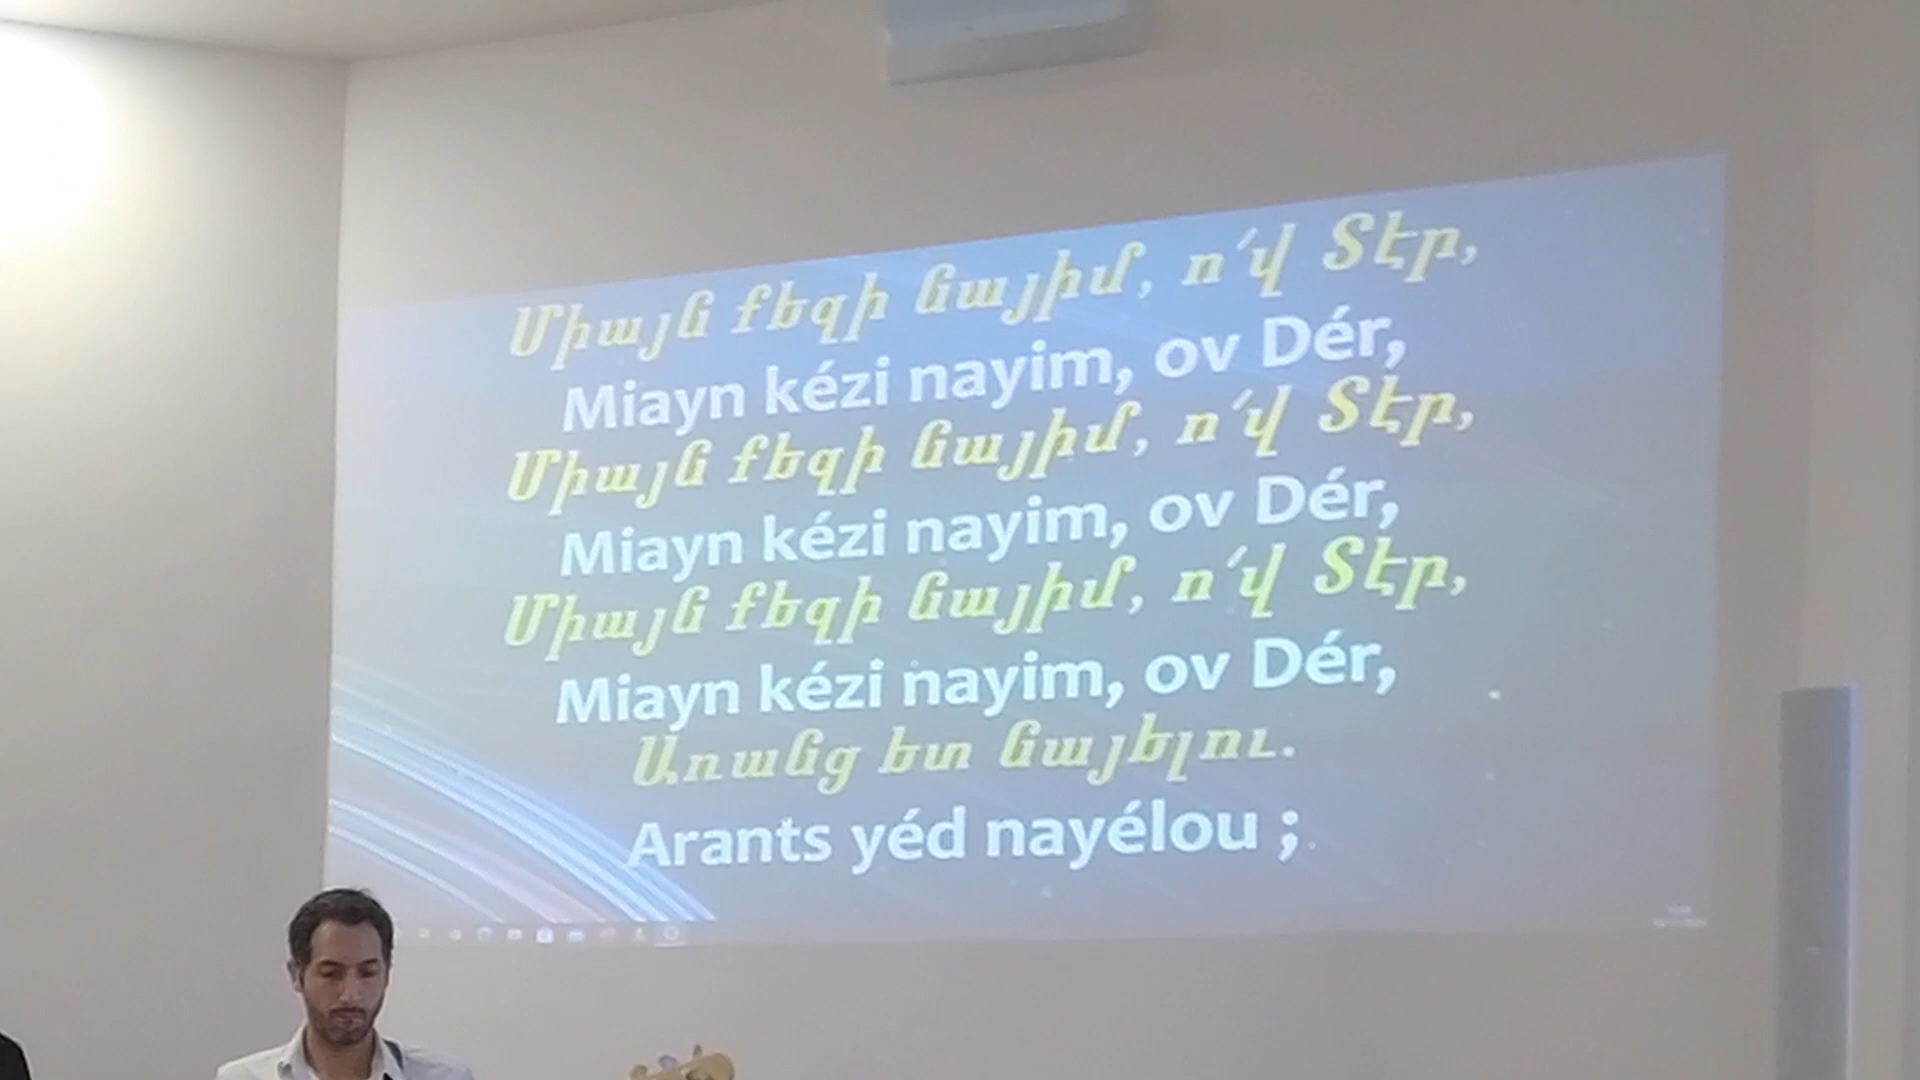 Միայն քեզի նայիմ, ո՛վ Տէր,
Miayn kézi nayim, ov Dér,
Միայն քեզի նայիմ, ո՛վ Տէր,
Miayn kézi nayim, ov Dér,
Միայն քեզի նայիմ, ո՛վ Տէր,
Miayn kézi nayim, ov Dér,
Առանց ետ նայելու.
Arants yéd nayélou ;